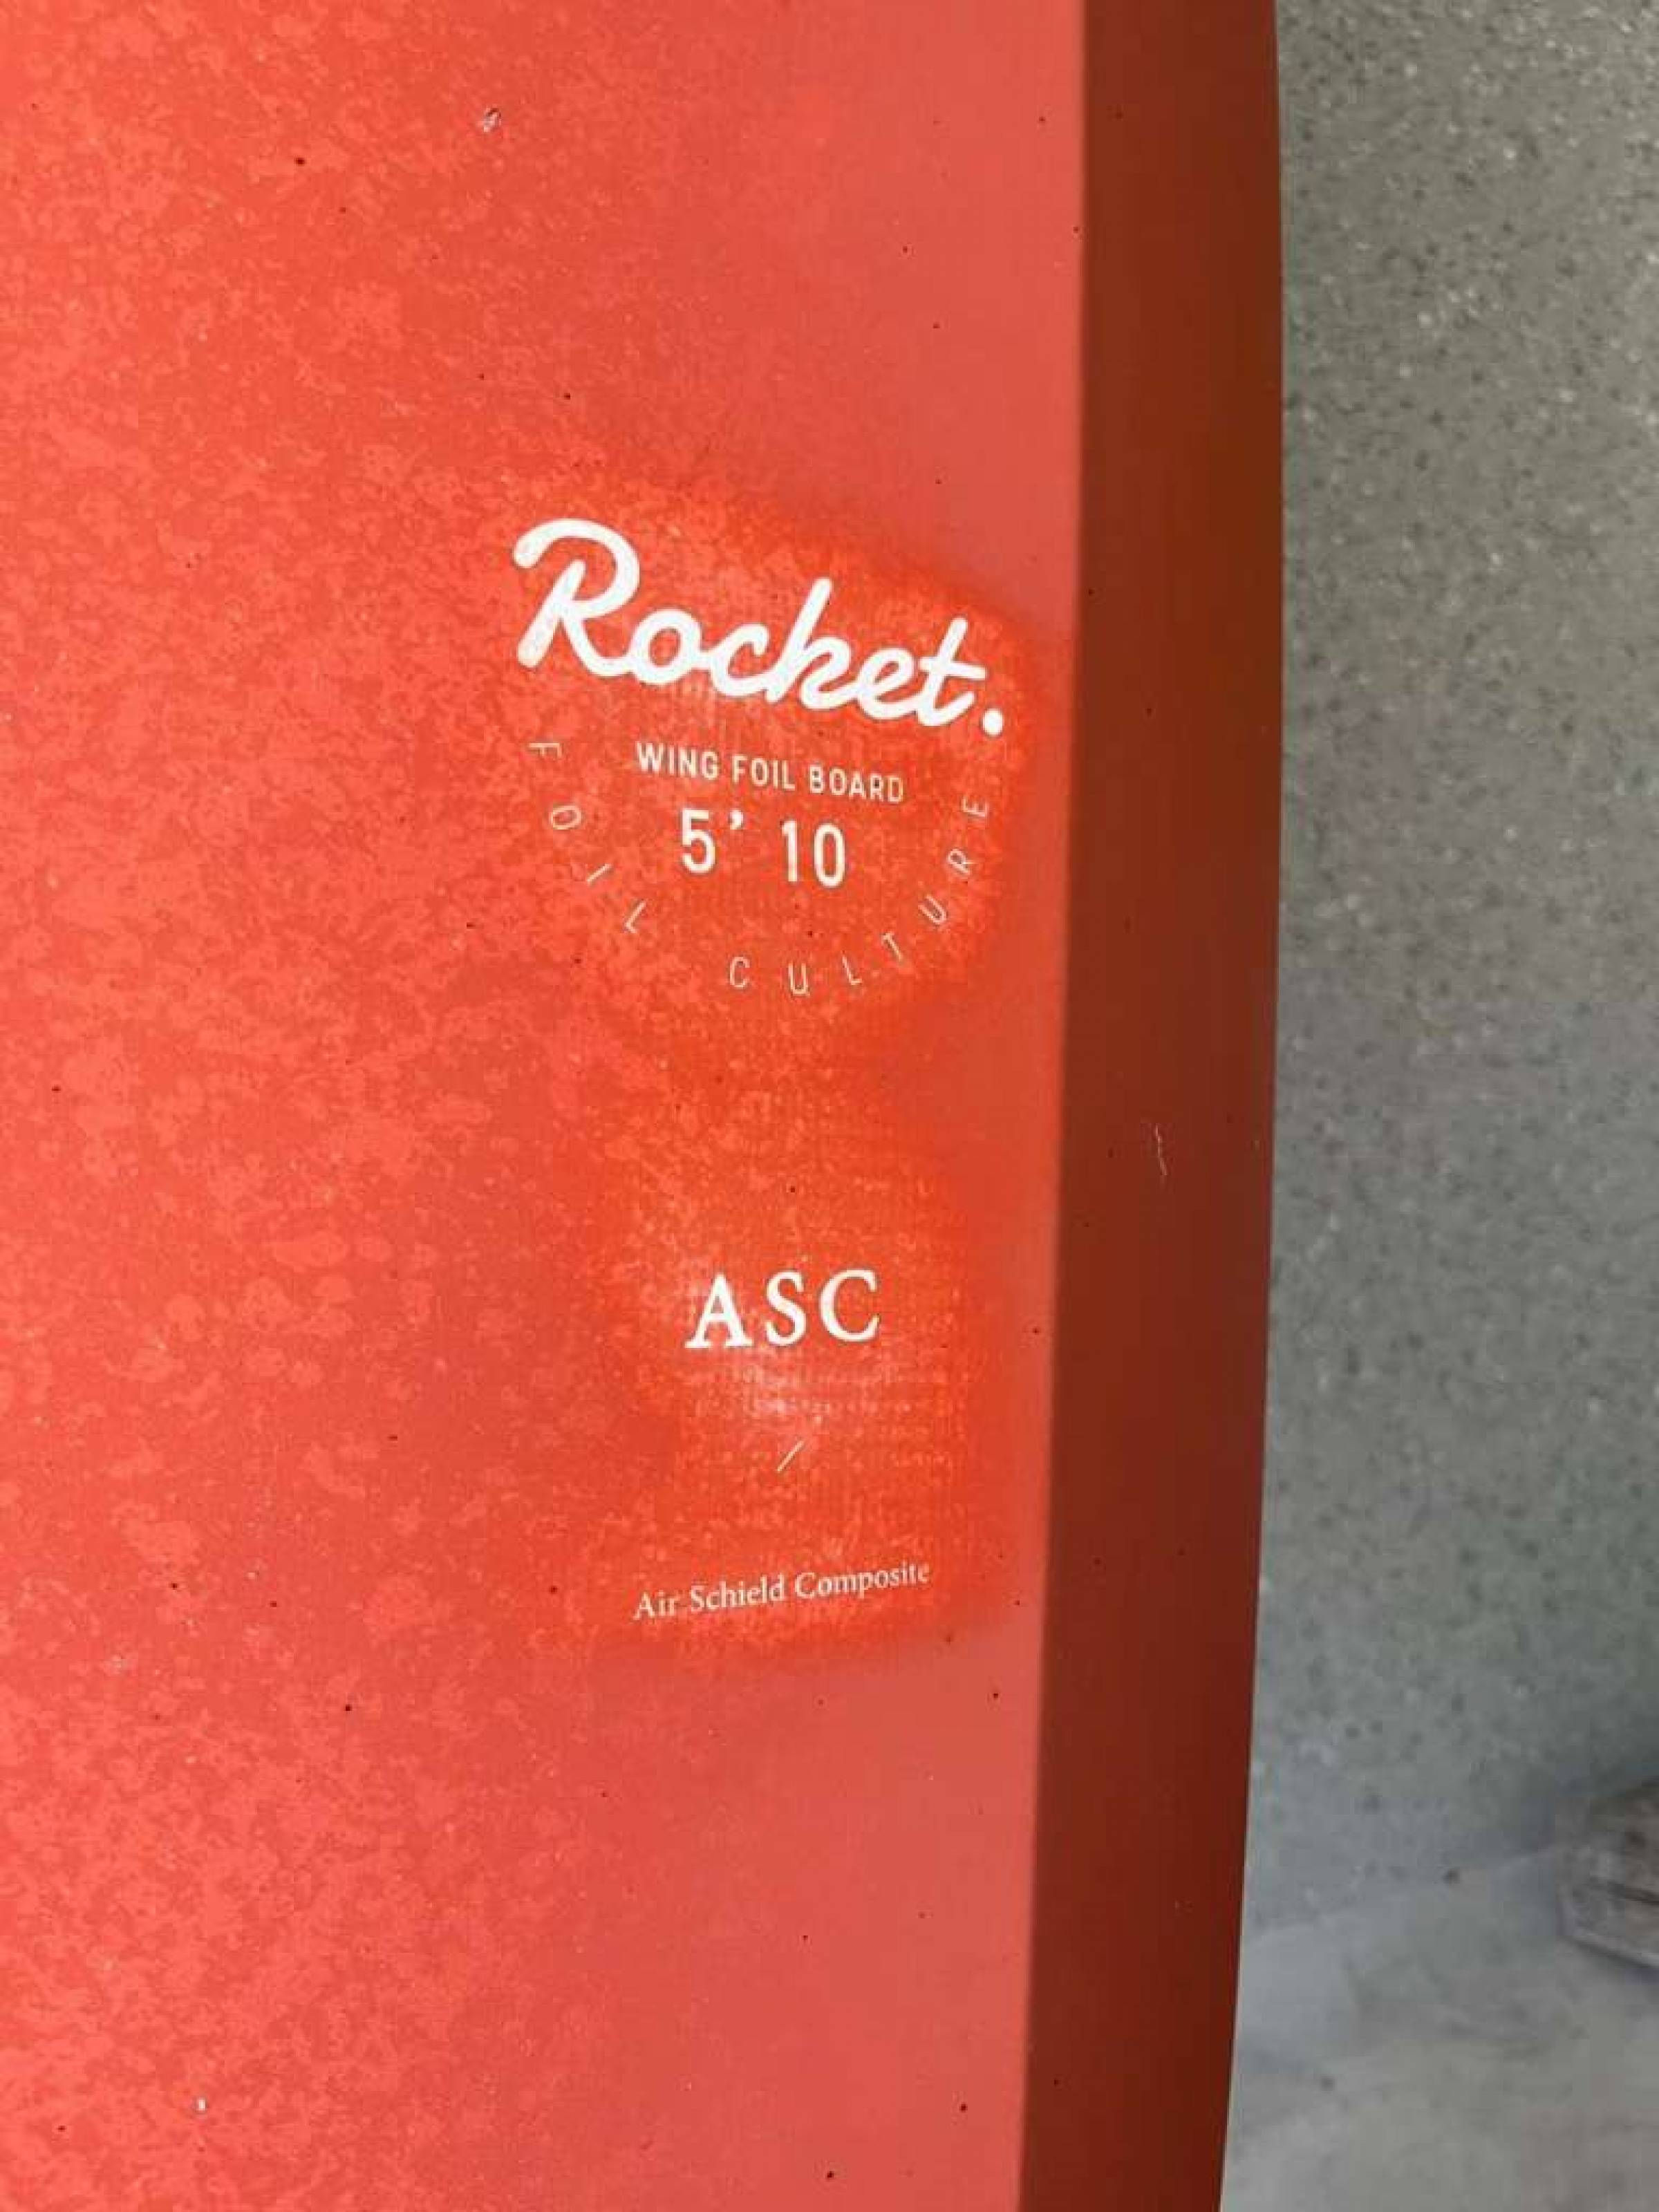 Rocket.
WING FOIL BOARD
5’ 10
FOIL CULTURE
ASC
/
Air Schield Composite